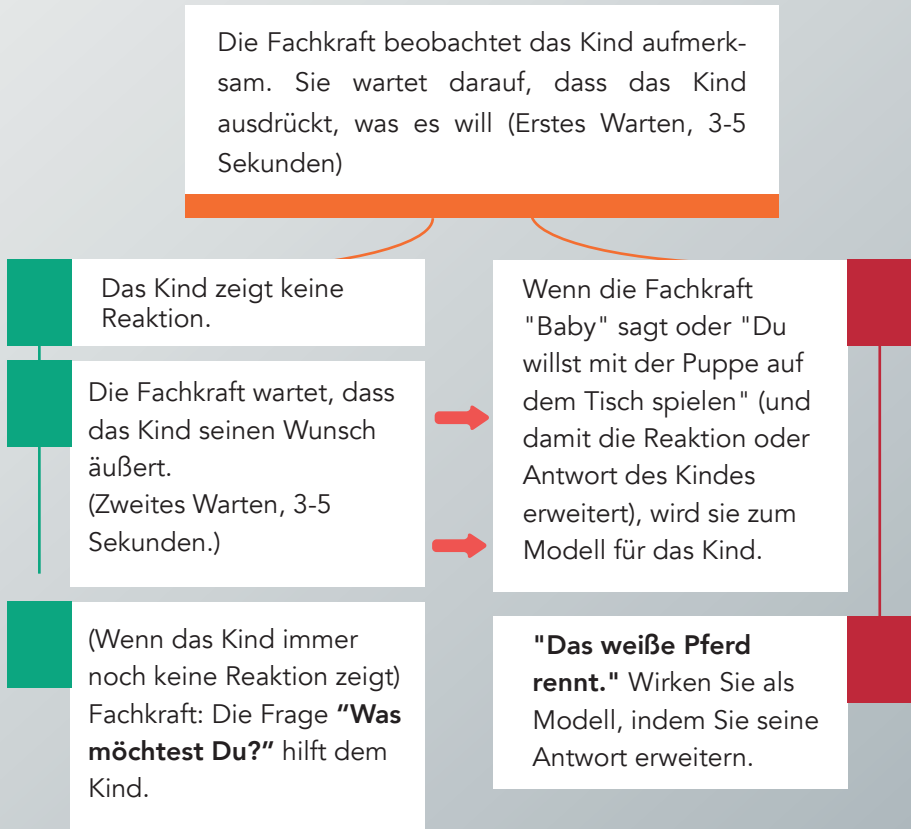 Die Fachkraft beobachtet das Kind aufmerk-
sam. Sie wartet darauf, dass das Kind
ausdrückt, was es will (Erstes Warten, 3-5
Sekunden)
Das Kind zeigt keine
Reaktion.
Die Fachkraft wartet, dass
das Kind seinen Wunsch
äußert.
(Zweites Warten, 3-5
Sekunden.)
(Wenn das Kind immer
noch keine Reaktion zeigt)
Fachkraft: Die Frage “Was
möchtest Du?” hilft dem
Kind.
Wenn die Fachkraft
"Baby" sagt oder "Du
willst mit der Puppe auf
dem Tisch spielen" (und
damit die Reaktion oder
Antwort des Kindes
erweitert), wird sie zum
Modell für das Kind.
"Das weiße Pferd
rennt." Wirken Sie als
Modell, indem Sie seine
Antwort erweitern.